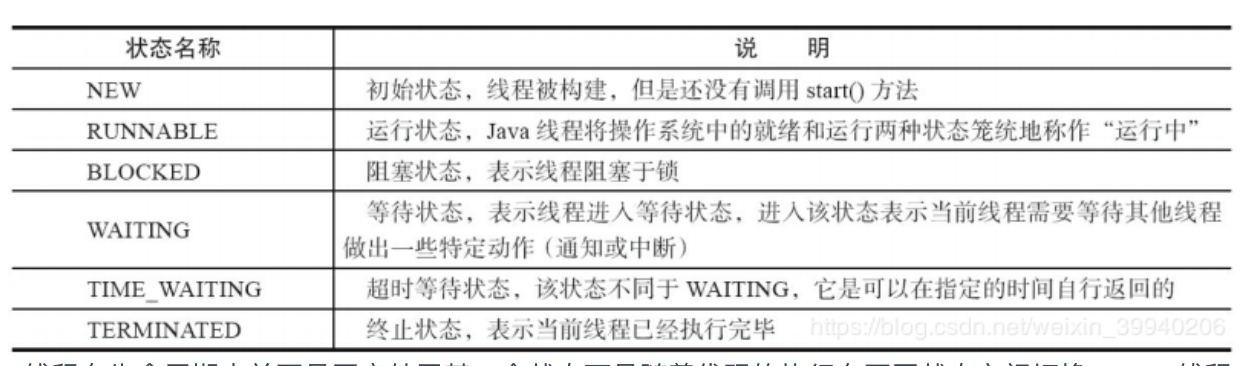 状态名称 说 明
NEW 初始状态，线程被构建，但是还没有调用 start() 方法
RUNNABLE 运行状态，Java 线程将操作系统中的就绪和运行两种状态笼统地称作“运行中”
BLOCKED 阻塞状态，表示线程阻塞于锁
WAITING 等待状态，表示线程进入等待状态，进入该状态表示当前线程需要等待其他线程
做出一些特定动作（通知或中断）
TIME_WAITING 超时等待状态，该状态不同于 WAITING，它是可以在指定的时间自行返回的
TERMINATED 终止状态，表示当前线程已经执行完毕
https://blog.csdn.net/weixin_39940206